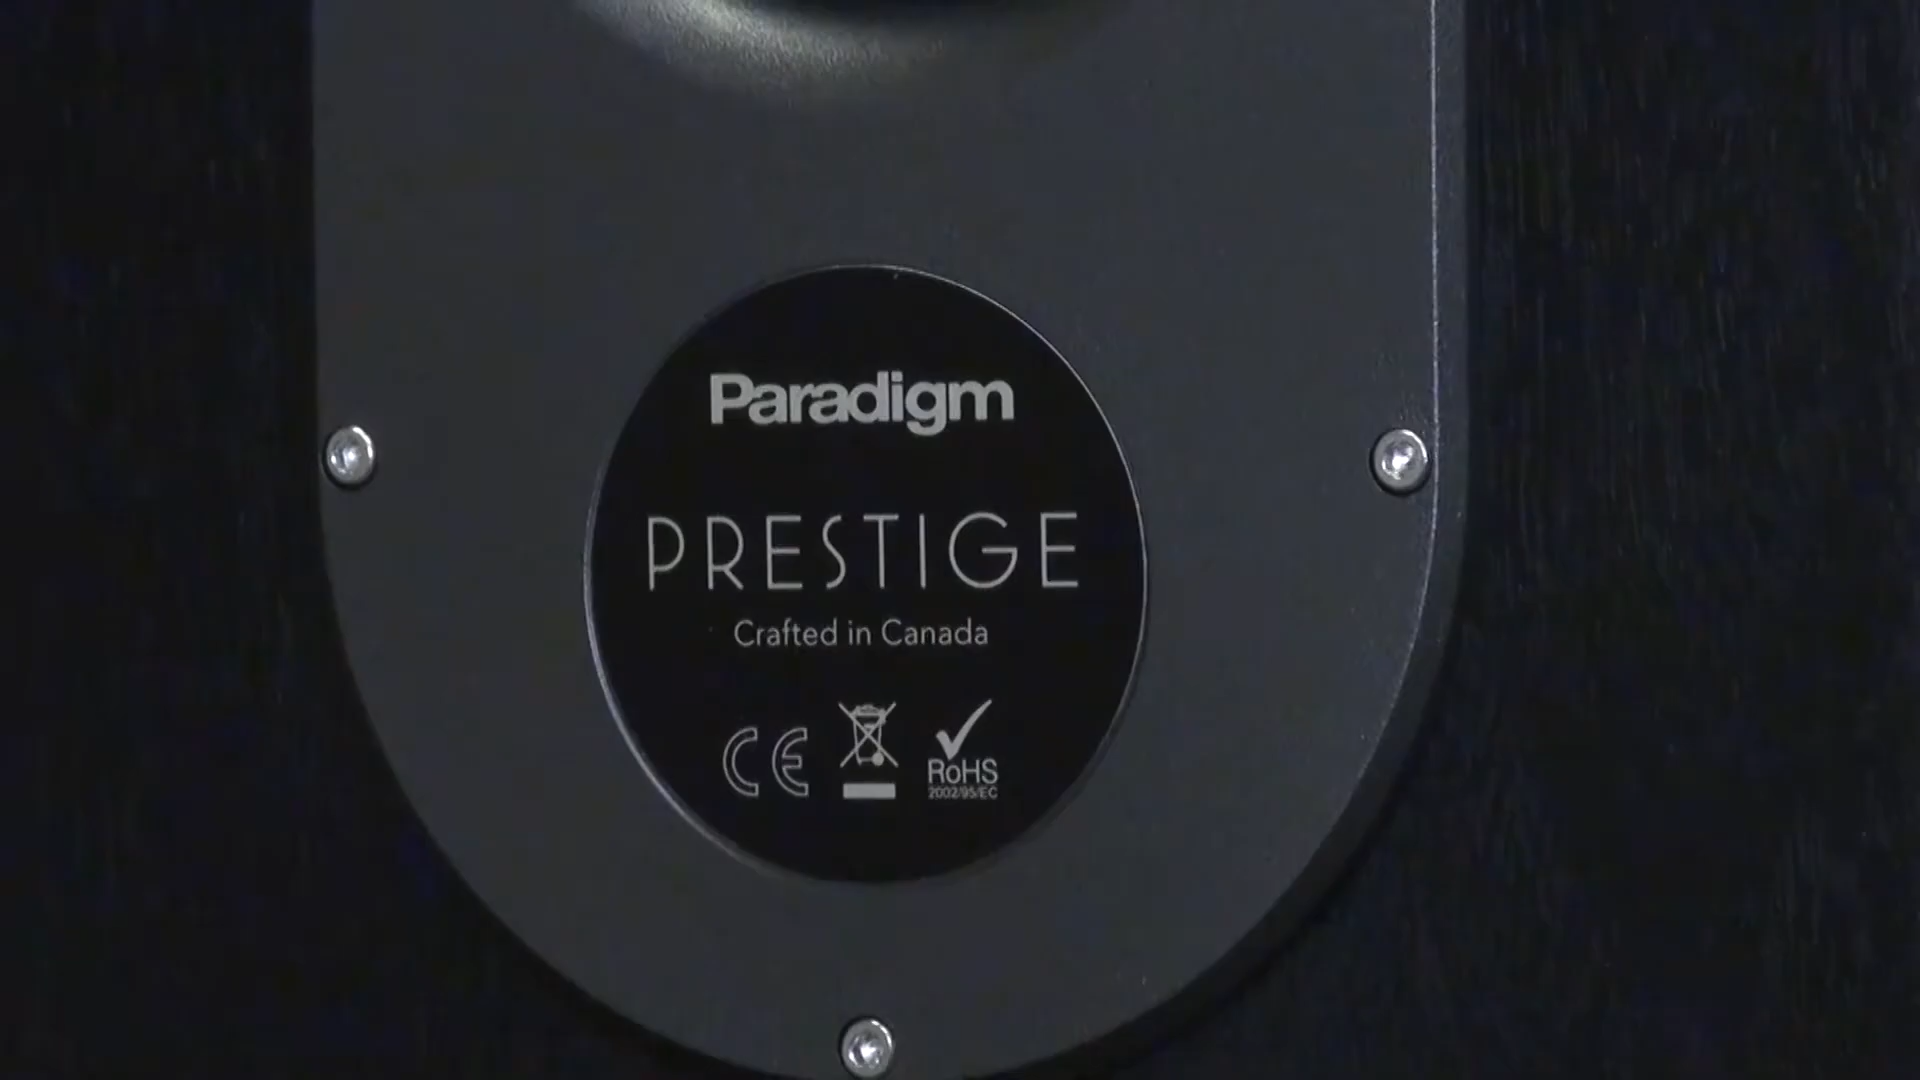 Paradigm
PRESTIGE
Crafted in Canada
CE
RoHS
2002/95/EC